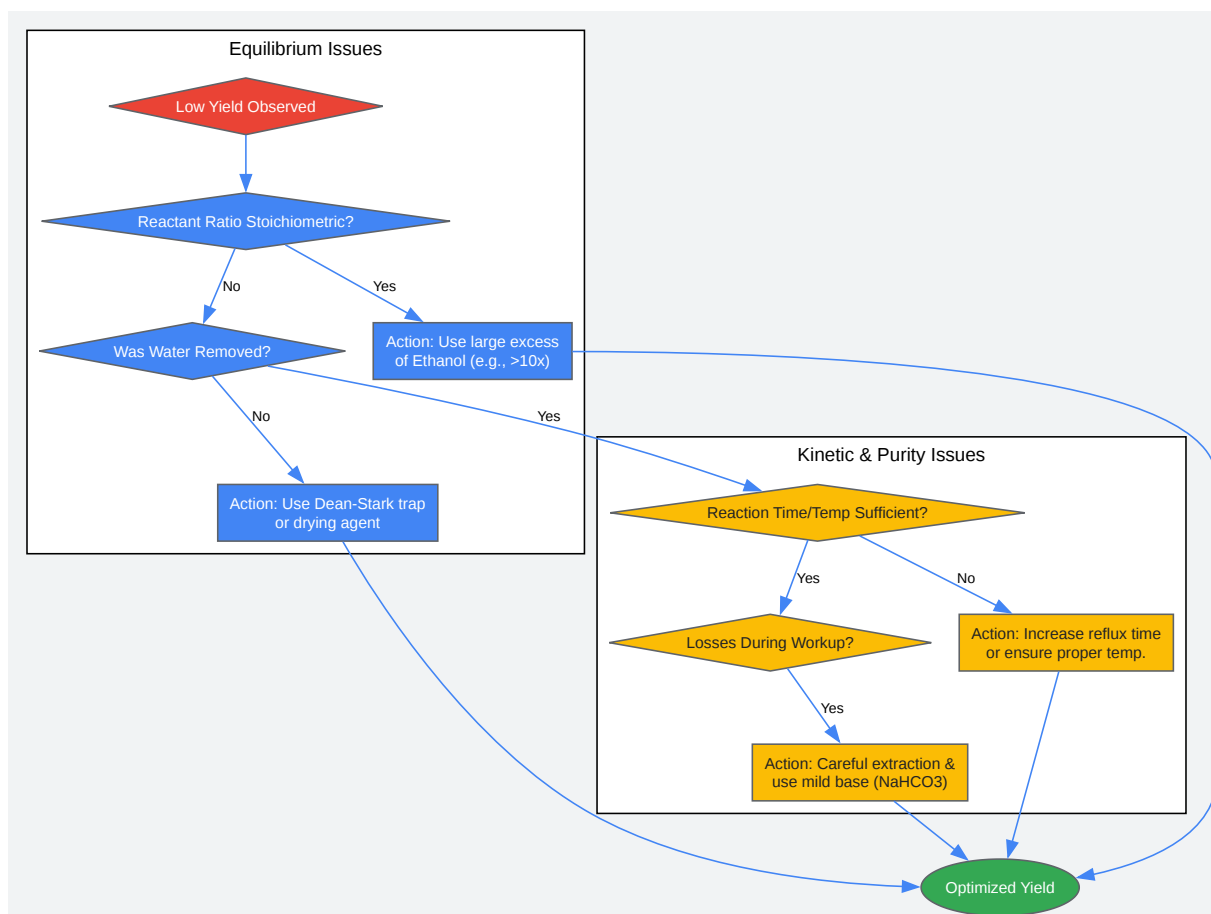 Equilibrium Issues
Low Yield Observed
Reactant Ratio Stoichiometric?
No
Yes
Was Water Removed?
Action: Use large excess
of Ethanol (e.g., >10x)
No
Yes
Action: Use Dean-Stark trap
or drying agent
Kinetic & Purity Issues
Reaction Time/Temp Sufficient?
Yes
No
Losses During Workup?
Action: Increase reflux time
or ensure proper temp.
Yes
Action: Careful extraction &
use mild base (NaHCO3)
Optimized Yield